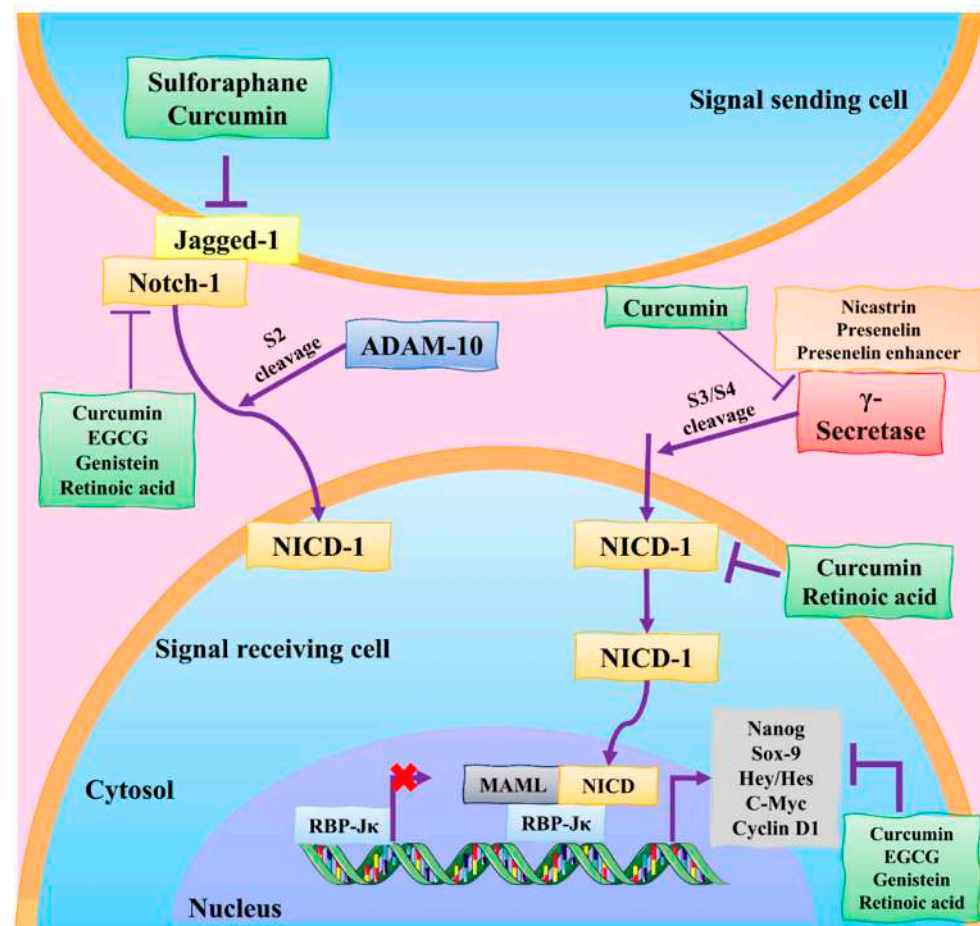 Sulforaphane
Curcumin
Signal sending cell
Jagged-1
Notch-1
S2
cleavage
ADAM-10
Curcumin
Nicastrin
Presenelin
Presenelin enhancer
γ-
Secretase
S3/S4
cleavage
Curcumin
EGCG
Genistein
Retinoic acid
NICD-1
NICD-1
Curcumin
Retinoic acid
Signal receiving cell
NICD-1
Cytosol
Nanog
Sox-9
Hey/Hes
C-Myc
Cyclin D1
MAML
NICD
RBP-Jκ
RBP-Jκ
Curcumin
EGCG
Genistein
Retinoic acid
Nucleus